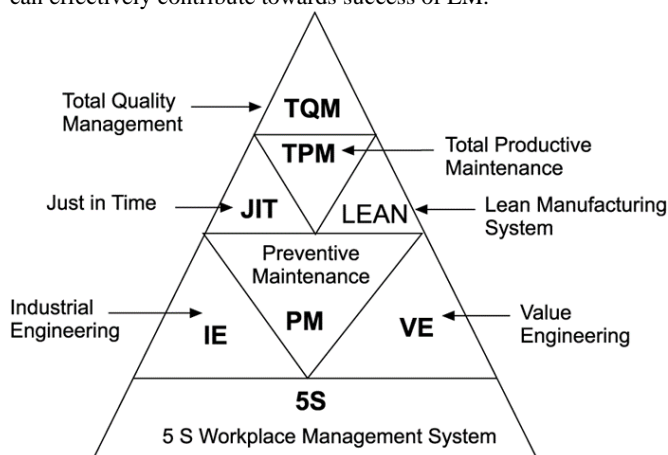 can effectively contribute towards success of LM.
TQM
Total Quality
Management
TPM
Total Productive
Maintenance
Just in Time
JIT
LEAN
Lean Manufacturing
System
Preventive
Maintenance
Industrial
Engineering
IE
PM
VE
Value
Engineering
5S
5 S Workplace Management System